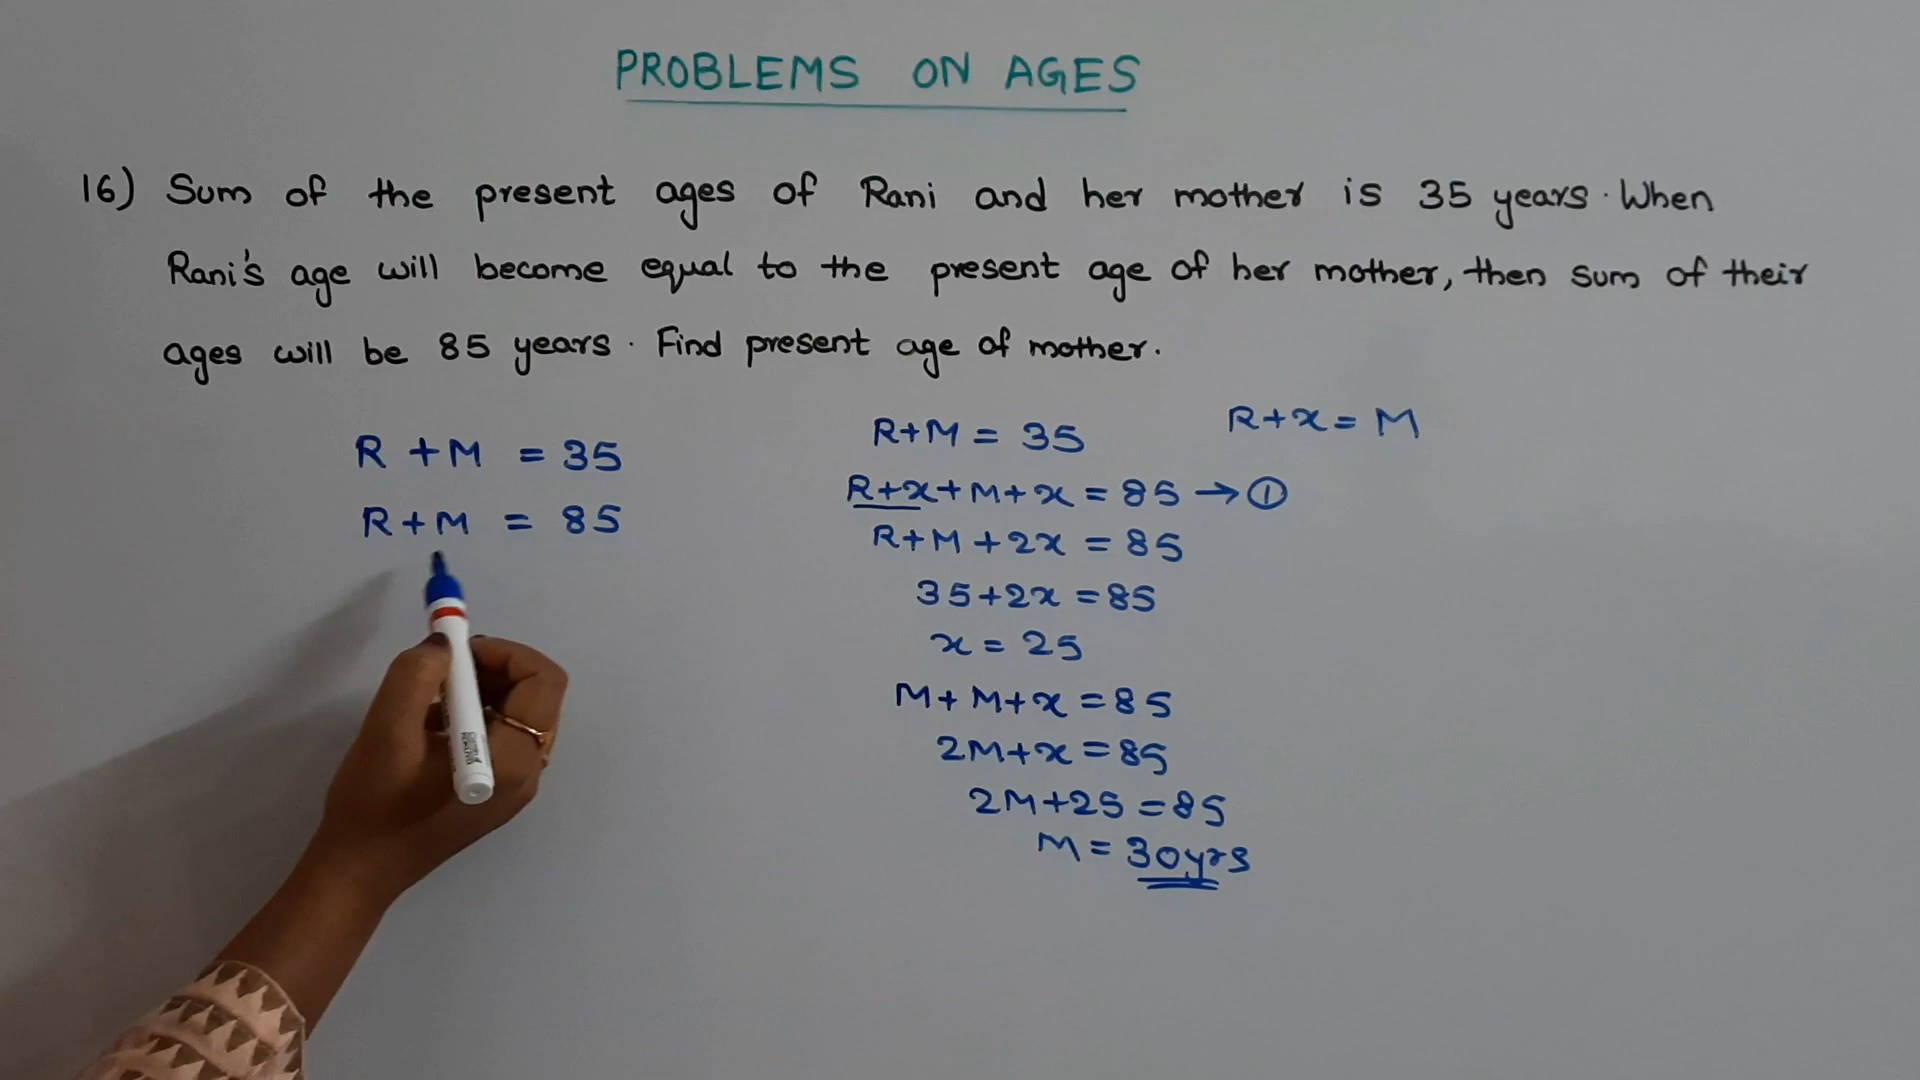 PROBLEMS ON AGES
16) Sum of the present ages of Rani and her mother is 35 years. When
Rani's age will become equal to the present age of her mother, then sum of their
ages will be 85 years. Find present age of mother.
R + M = 35
R + M = 85
R+M = 35
R+x+M+x = 85 → ①
R+M+2x = 85
35+2x = 85
x = 25
M+M+x = 85
2M+x = 85
2M+25 = 85
M = 30yrs
R+x = M